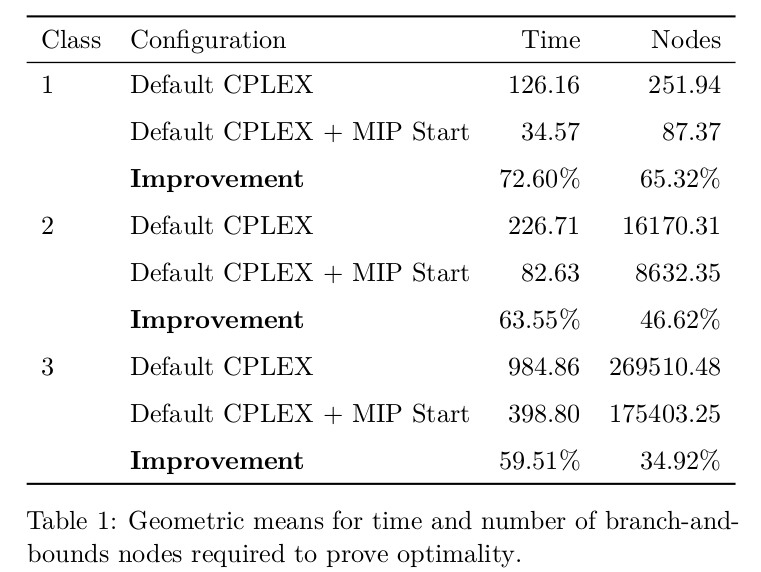 Class Configuration Time Nodes
1 Default CPLEX 126.16 251.94
Default CPLEX + MIP Start 34.57 87.37
Improvement 72.60% 65.32%
2 Default CPLEX 226.71 16170.31
Default CPLEX + MIP Start 82.63 8632.35
Improvement 63.55% 46.62%
3 Default CPLEX 984.86 269510.48
Default CPLEX + MIP Start 398.80 175403.25
Improvement 59.51% 34.92%
Table 1: Geometric means for time and number of branch-and-
bounds nodes required to prove optimality.